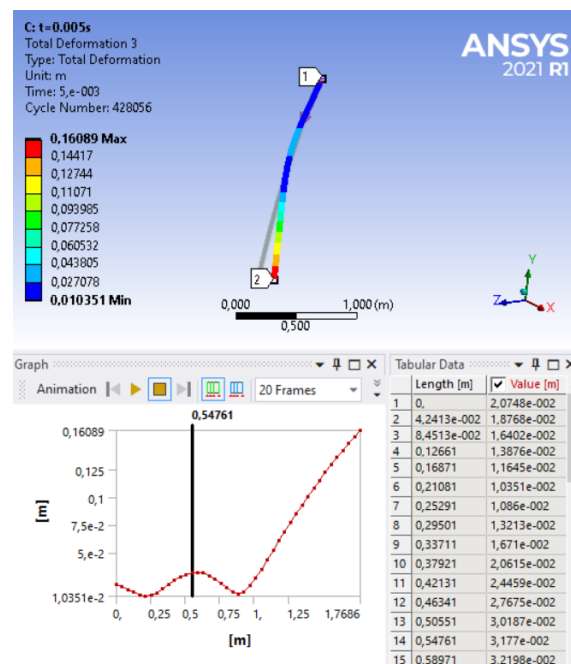 C: t=0.005s
Total Deformation 3
Type: Total Deformation
Unit: m
Time: 5,e-003
Cycle Number: 428056
ANSYS
2021 R1
0,16089 Max
0,14417
0,12744
0,11071
0,093985
0,077258
0,060532
0,043805
0,027078
0,010351 Min
1
2
0,000 1,000 (m)
0,500
Y
Z X
Graph
Animation 20 Frames
0,54761
0,16089
0,125
0,1
7,5e-2
5,e-2
1,0351e-2
[m]
0, 0,25 0,5 0,75 1, 1,25 1,7686
[m]
Tabular Data
Length [m] Value [m]
1 0, 2,0748e-002
2 4,2413e-002 1,8768e-002
3 8,4513e-002 1,6402e-002
4 0,12661 1,3876e-002
5 0,16871 1,1645e-002
6 0,21081 1,0351e-002
7 0,25291 1,086e-002
8 0,29501 1,3213e-002
9 0,33711 1,671e-002
10 0,37921 2,0615e-002
11 0,42131 2,4459e-002
12 0,46341 2,7675e-002
13 0,50551 3,0187e-002
14 0,54761 3,177e-002
15 0,58971 3,2198e-002